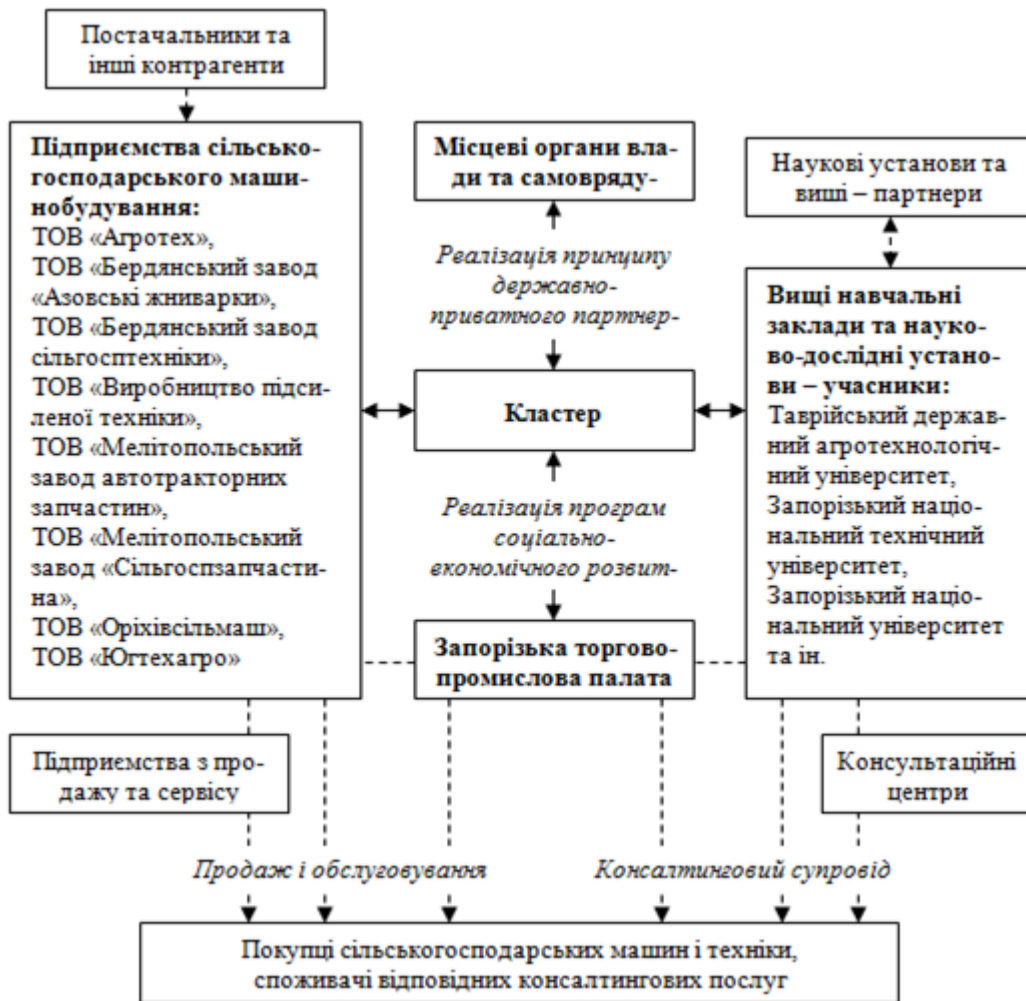 Постачальники та
інші контрагенти
Підприємства сільсько-
господарського маши-
нобудування:
ТОВ «Агротех»,
ТОВ «Бердянський завод
«Азовські жниварки»,
ТОВ «Бердянський завод
сільгосптехніки»,
ТОВ «Виробництво підси-
леної техніки»,
ТОВ «Мелітопольський
завод автотракторних
запчастин»,
ТОВ «Мелітопольський
завод «Сільгоспзапчасти-
на»,
ТОВ «Оріхівсільмаш»,
ТОВ «Югтехагро»
Місцеві органи вла-
ди та самовряду-
Реалізація принципу
державно-
приватного партнер-
Кластер
Реалізація програм
соціально-
економічного розвит-
Запорізька торгово-
промислова палата
Наукові установи та
виші – партнери
Вищі навчальні
заклади та науко-
во-дослідні устано-
ви – учасники:
Таврійський держав-
ний агротехнологіч-
ний університет,
Запорізький націо-
нальний технічний
університет,
Запорізький націо-
нальний університет
та ін.
Підприємства з про-
дажу та сервісу
Консультаційні
центри
Продаж і обслуговування
Консалтинговий супровід
Покупці сільськогосподарських машин і техніки,
споживачі відповідних консалтингових послуг